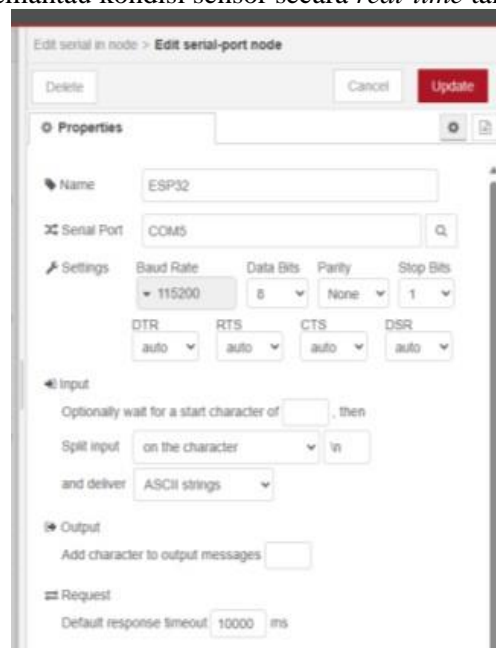 secara real-time
Edit serial in node > Edit serial-port node
Delete Cancel Update
Properties
Name ESP32
Serial Port COM5
Settings Baud Rate Data Bits Parity Stop Bits
115200 8 None 1
DTR RTS CTS DSR
auto auto auto auto
Input
Optionally wait for a start character of , then
Split input on the character \n
and deliver ASCII strings
Output
Add character to output messages
Request
Default response timeout 10000 ms